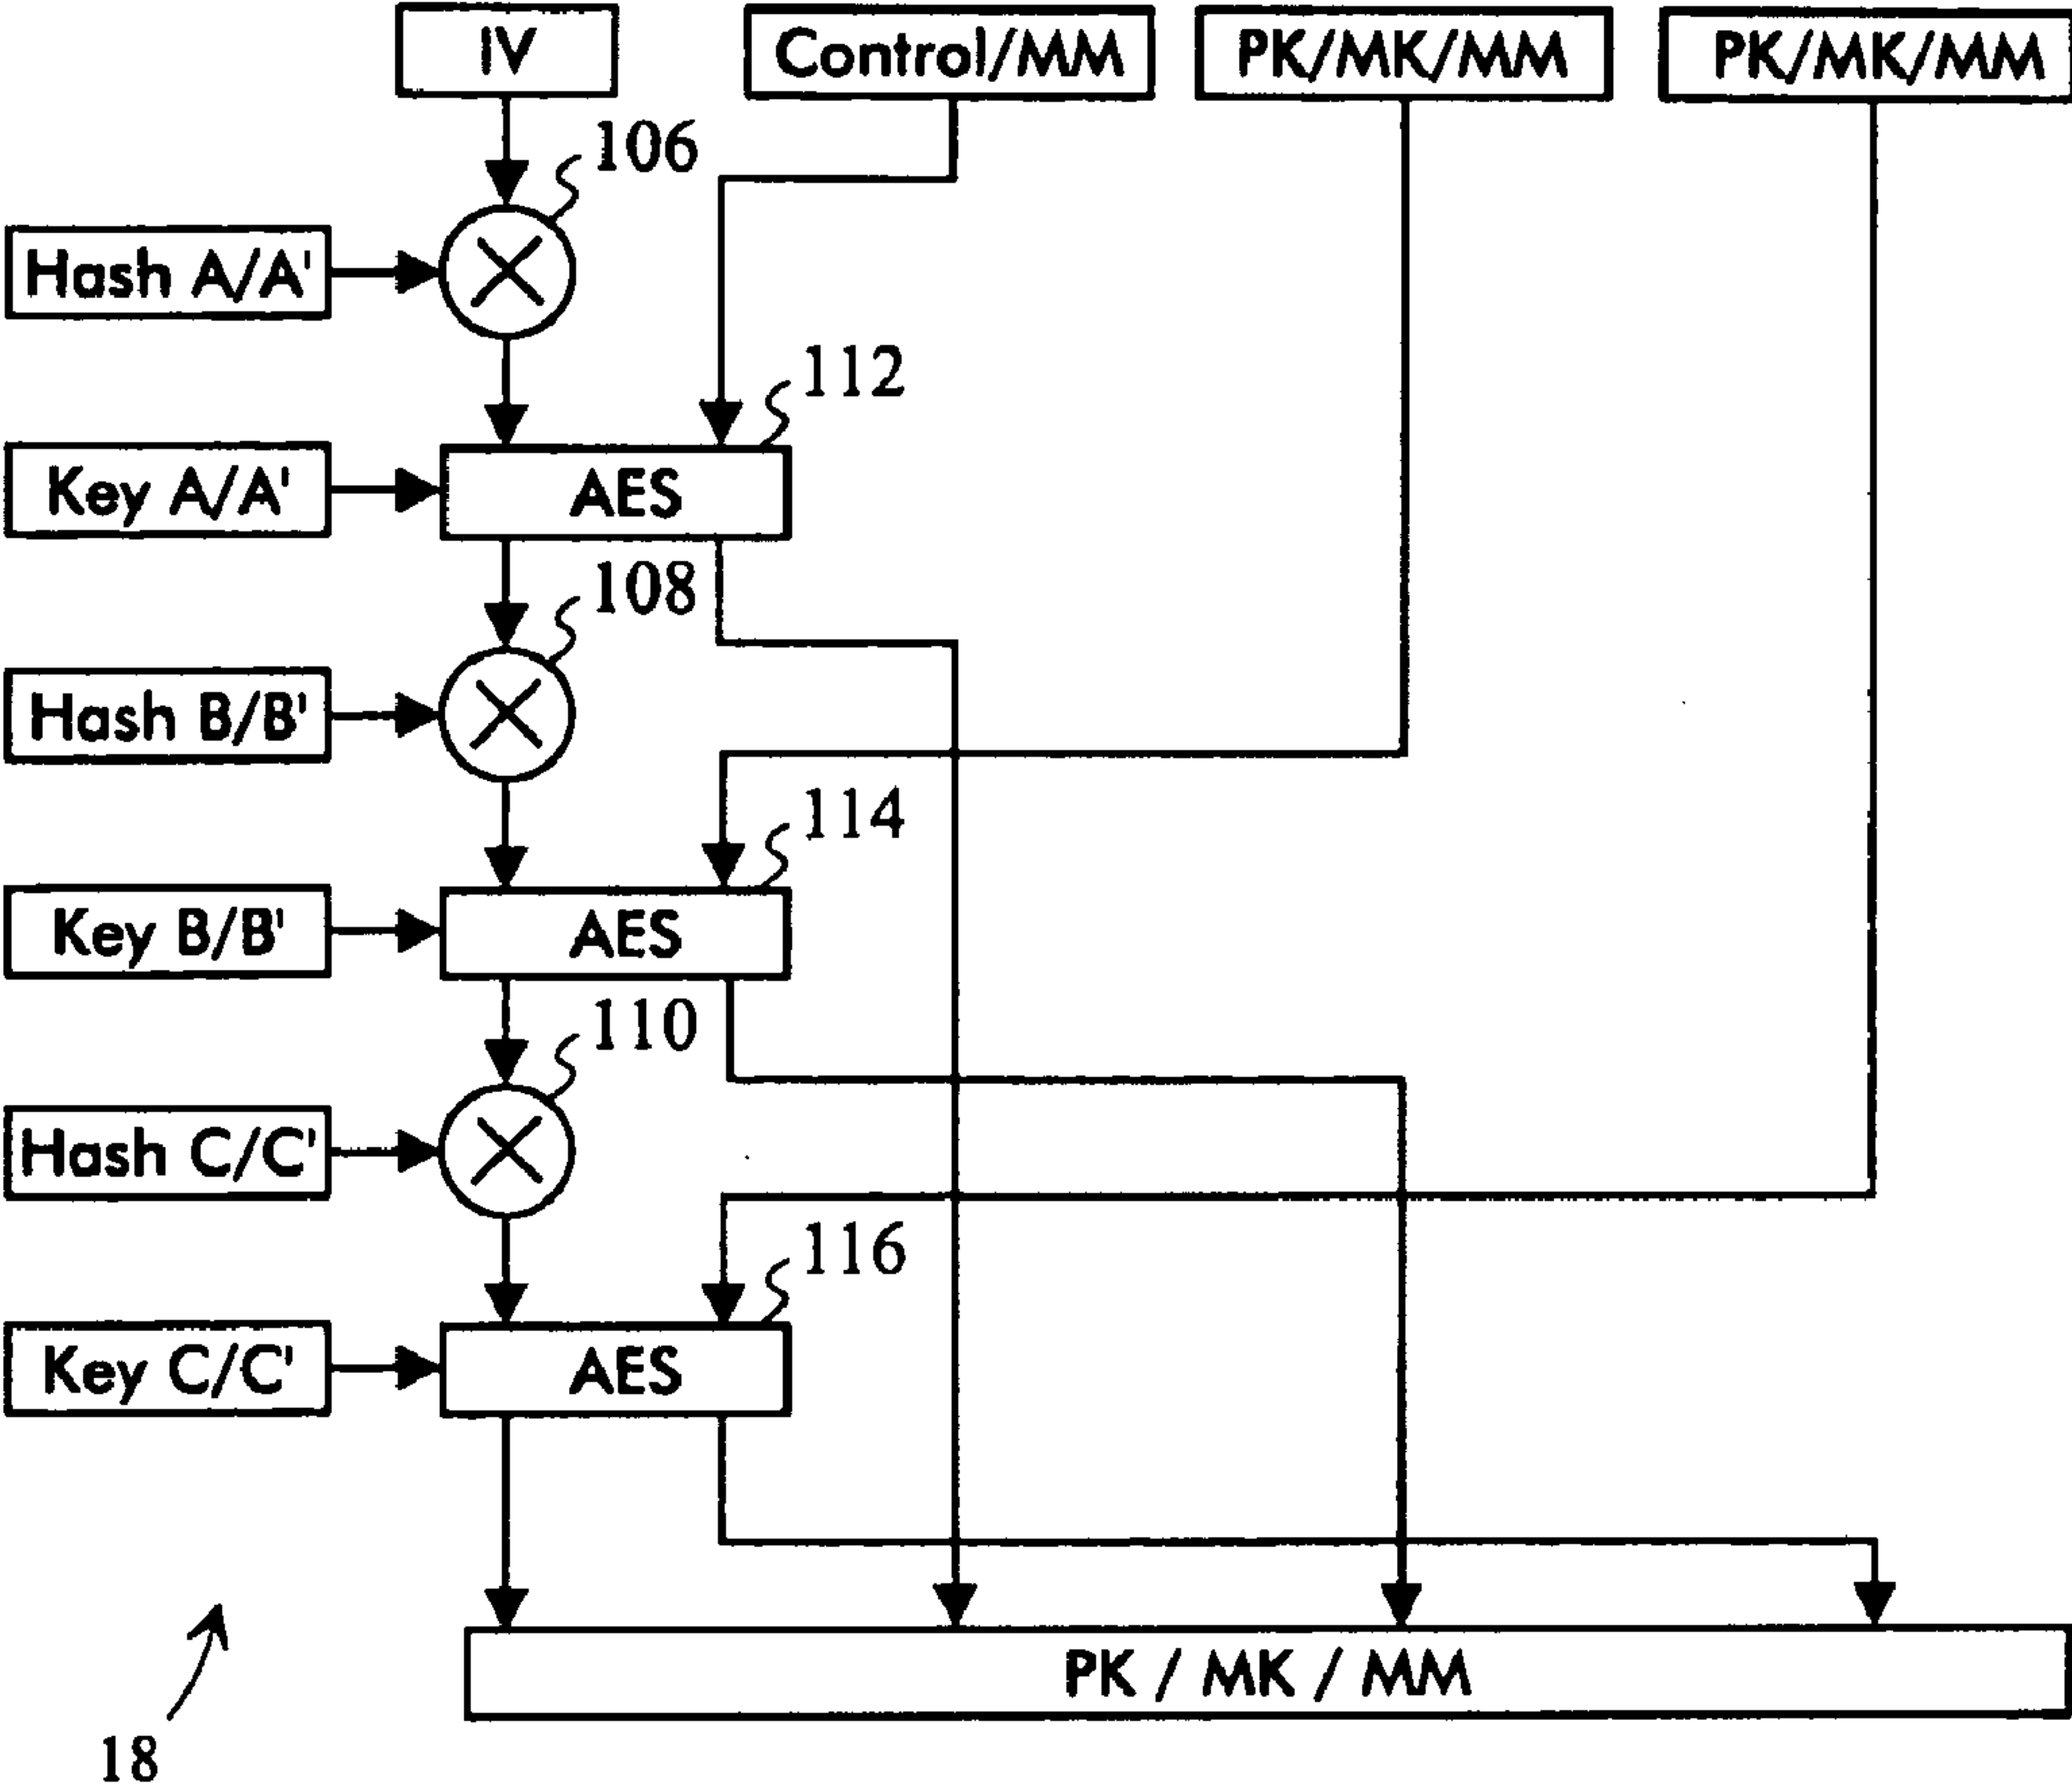 IV
Control/MM
PK/MK/MM
PK/MK/MM
106
Hash A/A'
112
Key A/A'
AES
108
Hash B/B'
114
Key B/B'
AES
110
Hash C/C'
116
Key C/C'
AES
PK / MK / MM
18